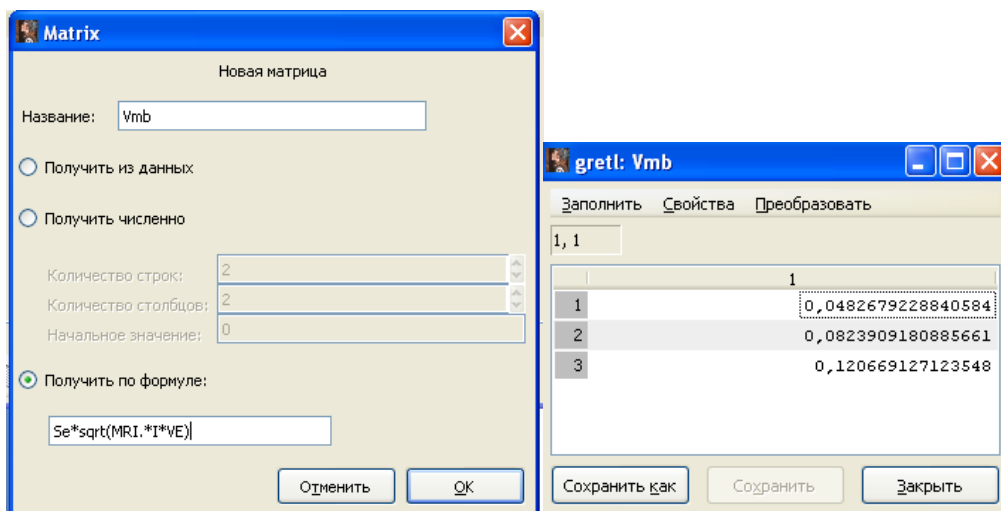 Matrix
Новая матрица
Название: Vmb
Получить из данных
Получить численно
Количество строк: 2
Количество столбцов: 2
Начальное значение: 0
Получить по формуле:
Se*sqrt(MRI.*I*VE)
Отменить OK
gretl: Vmb
Заполнить Свойства Преобразовать
1, 1
1
1 0,0482679228840584
2 0,0823909180885661
3 0,120669127123548
Сохранить как Сохранить Закрыть